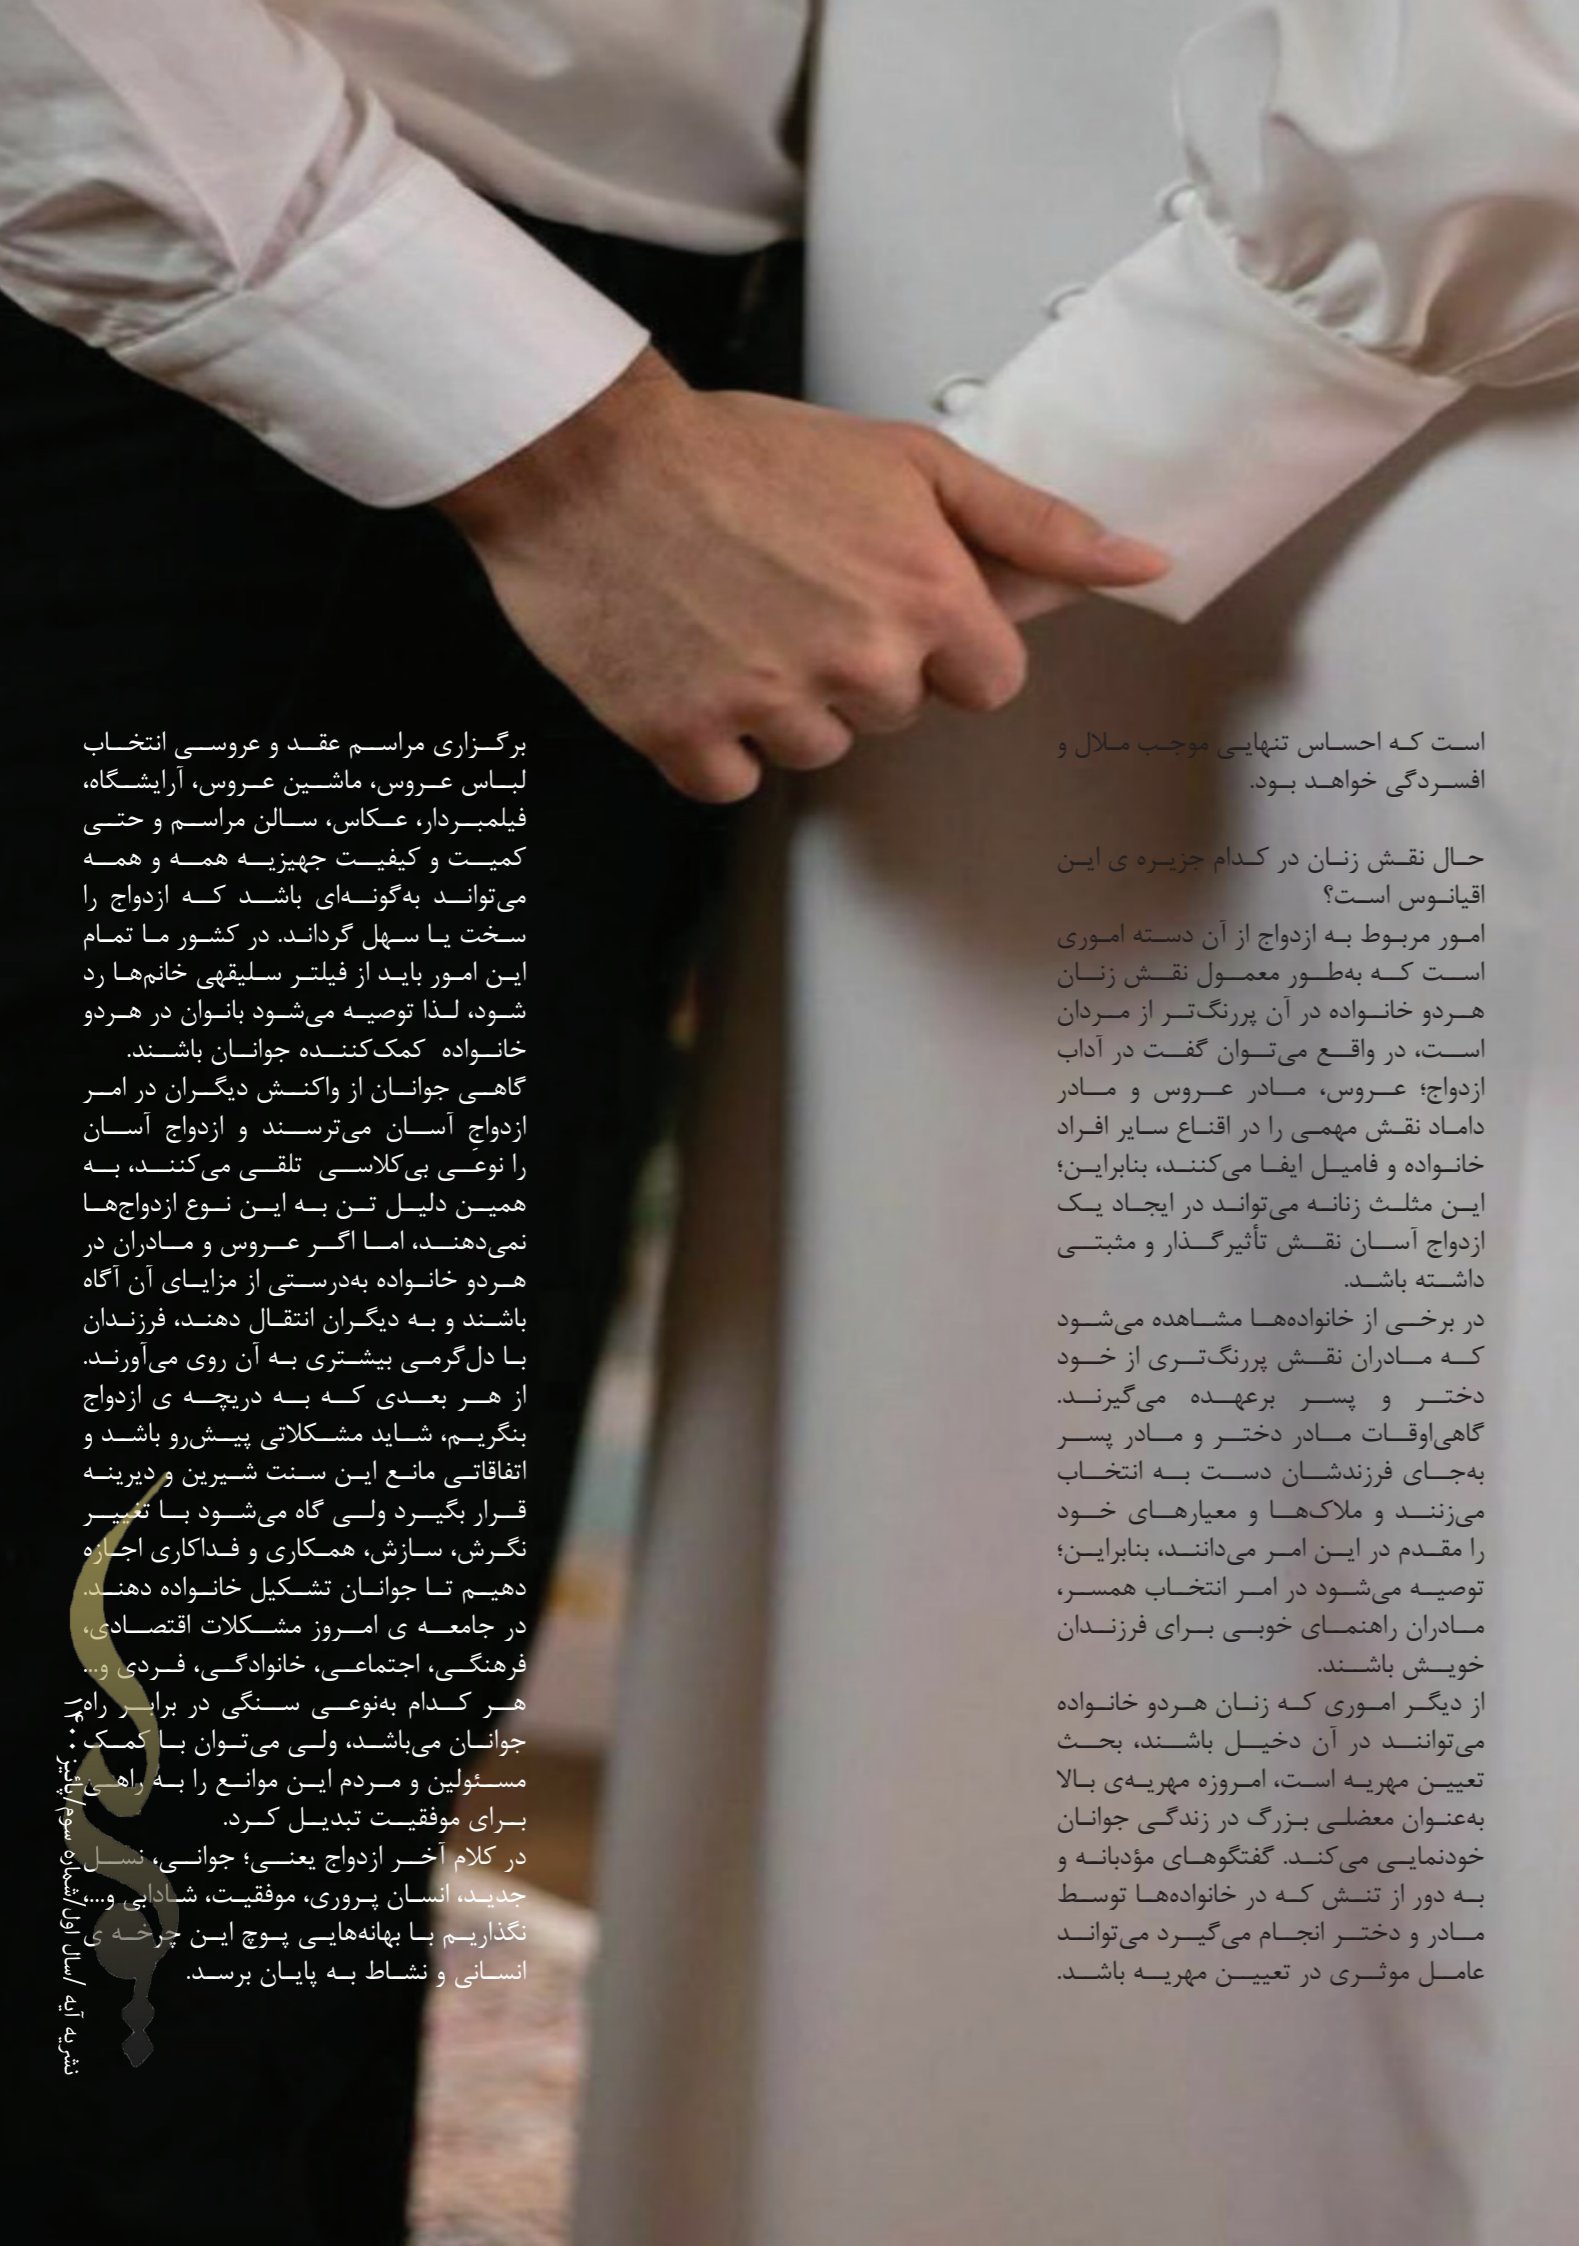 است که احساس تنهایی موجب ملال و
افسردگی خواهد بود.
حال نقش زنان در کدام جزیره ی این
اقیانوس است؟
امور مربوط به ازدواج از آن دسته اموری
است که به‌طور معمول نقش زنان
هردو خانواده در آن پررنگ‌تر از مردان
است، در واقع می‌توان گفت در آداب
ازدواج؛ عروس، مادر عروس و مادر
داماد نقش مهمی را در اقناع سایر افراد
خانواده و فامیل ایفا می‌کنند، بنابراین؛
این مثلث زنانه می‌تواند در ایجاد یک
ازدواج آسان نقش تأثیرگذار و مثبتی
داشته باشد.
در برخی از خانواده‌ها مشاهده می‌شود
که مادران نقش پررنگ‌تری از خود
دختر و پسر برعهده می‌گیرند.
گاهی‌اوقات مادر دختر و مادر پسر
به‌جای فرزندشان دست به انتخاب
می‌زنند و ملاک‌ها و معیارهای خود
را مقدم در این امر می‌دانند، بنابراین؛
توصیه می‌شود در امر انتخاب همسر،
مادران راهنمای خوبی برای فرزندان
خویش باشند.
از دیگر اموری که زنان هردو خانواده
می‌توانند در آن دخیل باشند، بحث
تعیین مهریه است، امروزه مهریه‌ی بالا
به‌عنوان معضلی بزرگ در زندگی جوانان
خودنمایی می‌کند. گفتگوهای مؤدبانه و
به دور از تنش که در خانواده‌ها توسط
مادر و دختر انجام می‌گیرد می‌تواند
عامل موثری در تعیین مهریه باشد.
برگزاری مراسم عقد و عروسی انتخاب
لباس عروس، ماشین عروس، آرایشگاه،
فیلمبردار، عکاس، سالن مراسم و حتی
کمیت و کیفیت جهیزیه همه و همه
می‌تواند به‌گونه‌ای باشد که ازدواج را
سخت یا سهل گرداند. در کشور ما تمام
این امور باید از فیلتر سلیقهی خانم‌ها رد
شود، لذا توصیه می‌شود بانوان در هردو
خانواده کمک‌کننده جوانان باشند.
گاهی جوانان از واکنش دیگران در امر
ازدواجِ آسان می‌ترسند و ازدواج آسان
را نوعی بی‌کلاسی تلقی می‌کنند، به
همین دلیل تن به این نوع ازدواج‌ها
نمی‌دهند، اما اگر عروس و مادران در
هردو خانواده به‌درستی از مزایای آن آگاه
باشند و به دیگران انتقال دهند، فرزندان
با دل‌گرمی بیشتری به آن روی می‌آورند.
از هر بعدی که به دریچه ی ازدواج
بنگریم، شاید مشکلاتی پیش‌رو باشد و
اتفاقاتی مانع این سنت شیرین و دیرینه
قرار بگیرد ولی گاه می‌شود با تغییر
نگرش، سازش، همکاری و فداکاری اجازه
دهیم تا جوانان تشکیل خانواده دهند.
در جامعه ی امروز مشکلات اقتصادی،
فرهنگی، اجتماعی، خانوادگی، فردی و...
هر کدام به‌نوعی سنگی در برابر راه
جوانان می‌باشد، ولی می‌توان با کمک
مسئولین و مردم این موانع را به راهی
برای موفقیت تبدیل کرد.
در کلام آخر ازدواج یعنی؛ جوانی، نسل
جدید، انسان پروری، موفقیت، شادابی و...،
نگذاریم با بهانه‌هایی پوچ این چرخه ی
انسانی و نشاط به پایان برسد.
نشریه آیه /سال اول/شماره سوم/پائیز ۱۴۰۰